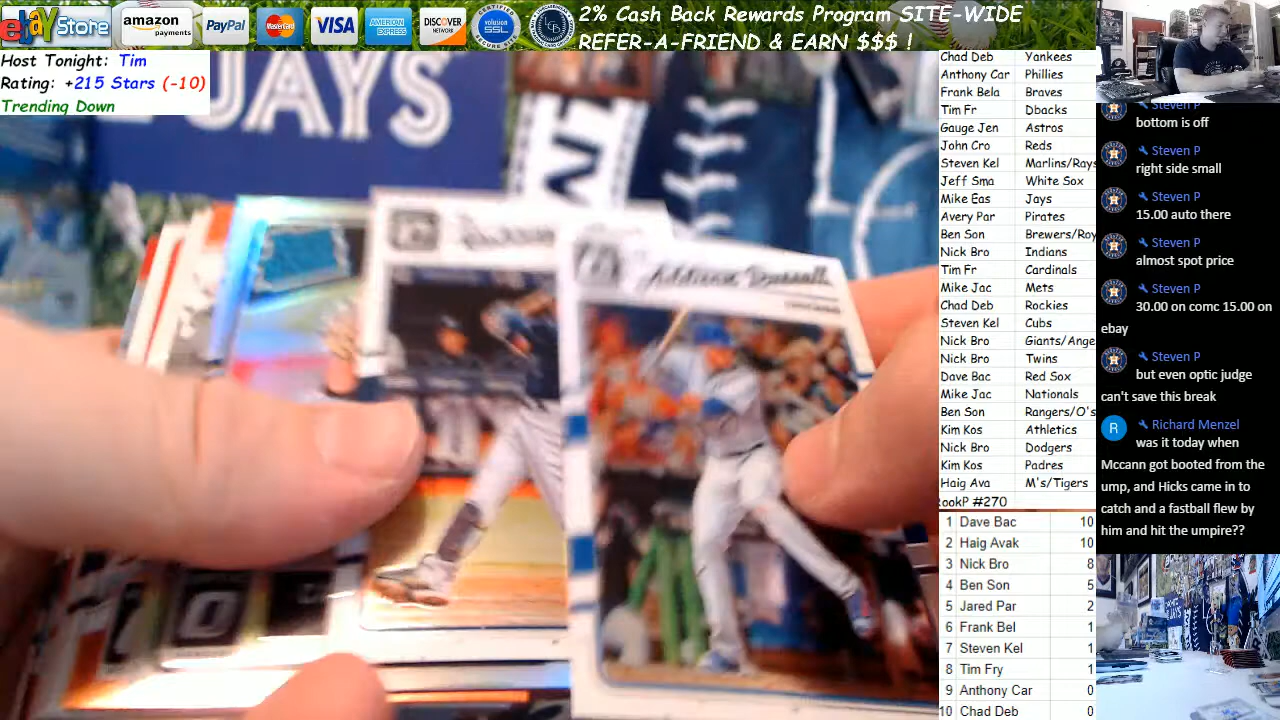 ebay Store
amazon
payments
PayPal
MasterCard
VISA
AMERICAN
EXPRESS
DISCOVER
NETWORK
volusion
SSL
2% Cash Back Rewards Program SITE-WIDE
REFER-A-FRIEND & EARN $$$ !
Host Tonight: Tim
Rating: +215 Stars (-10)
Trending Down
JAYS
Addison Russell
Chad Deb Yankees
Anthony Car Phillies
Frank Bela Braves
Tim Fr Dbacks
Gauge Jen Astros
John Cro Reds
Steven Kel Marlins/Rays
Jeff Sma White Sox
Mike Eas Jays
Avery Par Pirates
Ben Son Brewers/Roy
Nick Bro Indians
Tim Fr Cardinals
Mike Jac Mets
Chad Deb Rockies
Steven Kel Cubs
Nick Bro Giants/Ange
Nick Bro Twins
Dave Bac Red Sox
Mike Jac Nationals
Ben Son Rangers/O's
Kim Kos Athletics
Nick Bro Dodgers
Kim Kos Padres
Haig Ava M's/Tigers
RookP #270
1 Dave Bac 10
2 Haig Avak 10
3 Nick Bro 8
4 Ben Son 5
5 Jared Par 2
6 Frank Bel 1
7 Steven Kel 1
8 Tim Fry 1
9 Anthony Car 0
10 Chad Deb 0
Steven P
bottom is off
Steven P
right side small
Steven P
15.00 auto there
Steven P
almost spot price
Steven P
30.00 on comc 15.00 on
ebay
Steven P
but even optic judge
can't save this break
R Richard Menzel
was it today when
Mccann got booted from the
ump, and Hicks came in to
catch and a fastball flew by
him and hit the umpire??